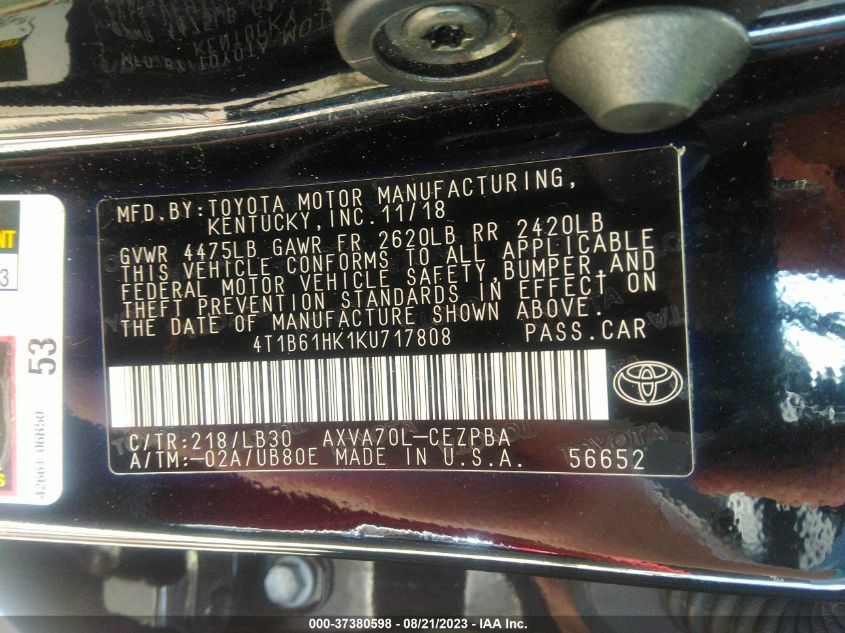 MFD.BY:TOYOTA MOTOR MANUFACTURING,
KENTUCKY,INC.11/18
GVWR 4475LB GAWR FR 2620LB RR 2420LB
THIS VEHICLE CONFORMS TO ALL APPLICABLE
FEDERAL MOTOR VEHICLE SAFETY,BUMPER,AND
THEFT PREVENTION STANDARDS IN EFFECT ON
THE DATE OF MANUFACTURE SHOWN ABOVE.
4T1B61HK1KU717808 PASS.CAR
C/TR:218/LB30 AXVA70L-CEZPBA
A/TM:-02A/UB80E MADE IN U.S.A. 56652
53
42661 06850
000-37380598 - 08/21/2023 - IAA Inc.